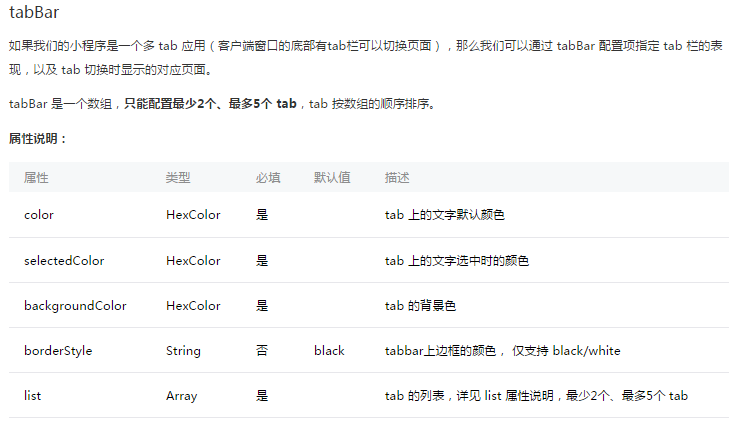 tabBar
如果我们的小程序是一个多 tab 应用（客户端窗口的底部有tab栏可以切换页面），那么我们可以通过 tabBar 配置项指定 tab 栏的表
现，以及 tab 切换时显示的对应页面。
tabBar 是一个数组，只能配置最少2个、最多5个 tab，tab 按数组的顺序排序。
属性说明：
属性 类型 必填 默认值 描述
color HexColor 是 tab 上的文字默认颜色
selectedColor HexColor 是 tab 上的文字选中时的颜色
backgroundColor HexColor 是 tab 的背景色
borderStyle String 否 black tabbar上边框的颜色， 仅支持 black/white
list Array 是 tab 的列表，详见 list 属性说明，最少2个、最多5个 tab